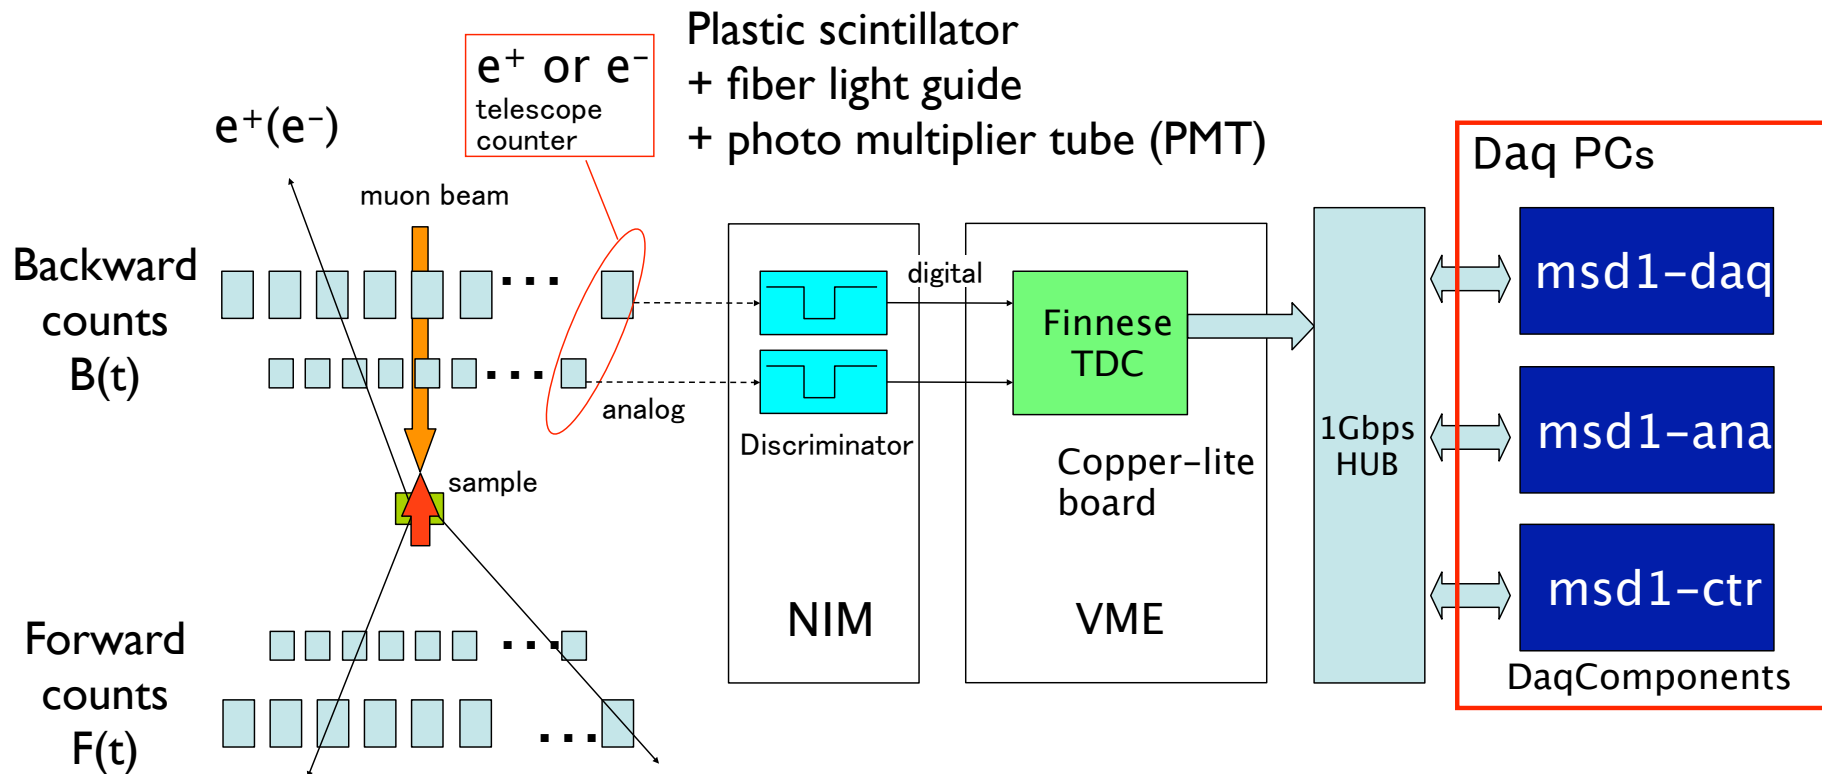 Plastic scintillator
+ fiber light guide
+ photo multiplier tube (PMT)
e⁺ or e⁻
telescope
counter
e⁺(e⁻)
muon beam
Backward
counts
B(t)
analog
sample
Forward
counts
F(t)
Discriminator
NIM
digital
Finnese
TDC
Copper-lite
board
VME
1Gbps
HUB
Daq PCs
msd1-daq
msd1-ana
msd1-ctr
DaqComponents